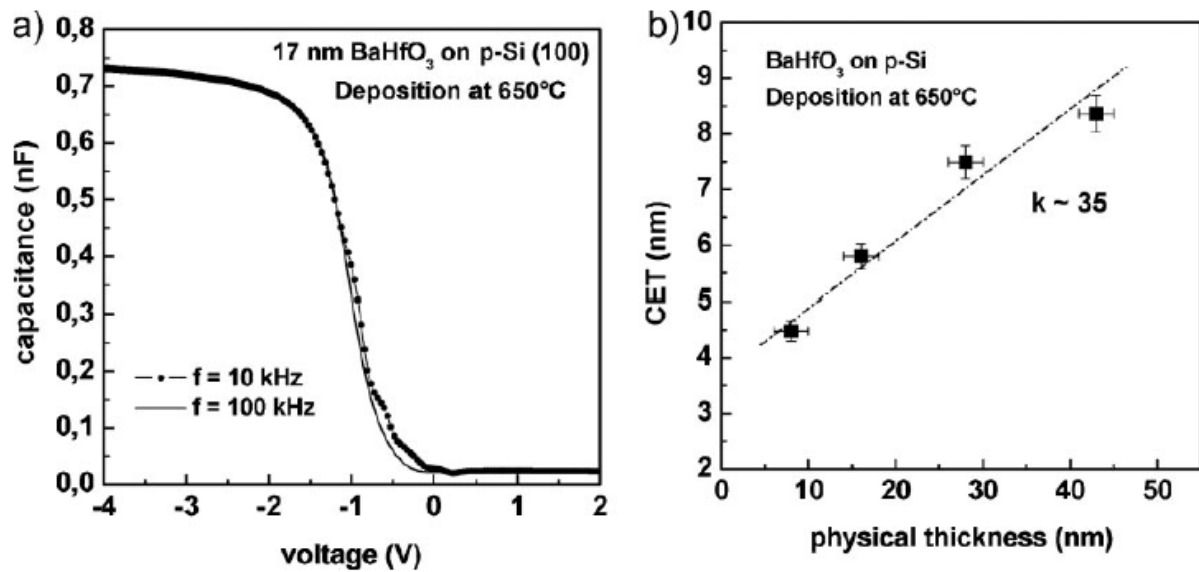 a)
17 nm BaHfO₃ on p-Si (100)
Deposition at 650°C
capacitance (nF)
0,8
0,7
0,6
0,5
0,4
0,3
0,2
0,1
0,0
f = 10 kHz
f = 100 kHz
-4 -3 -2 -1 0 1 2
voltage (V)
b)
BaHfO₃ on p-Si
Deposition at 650°C
k ~ 35
CET (nm)
10
9
8
7
6
5
4
3
2
0 10 20 30 40 50
physical thickness (nm)